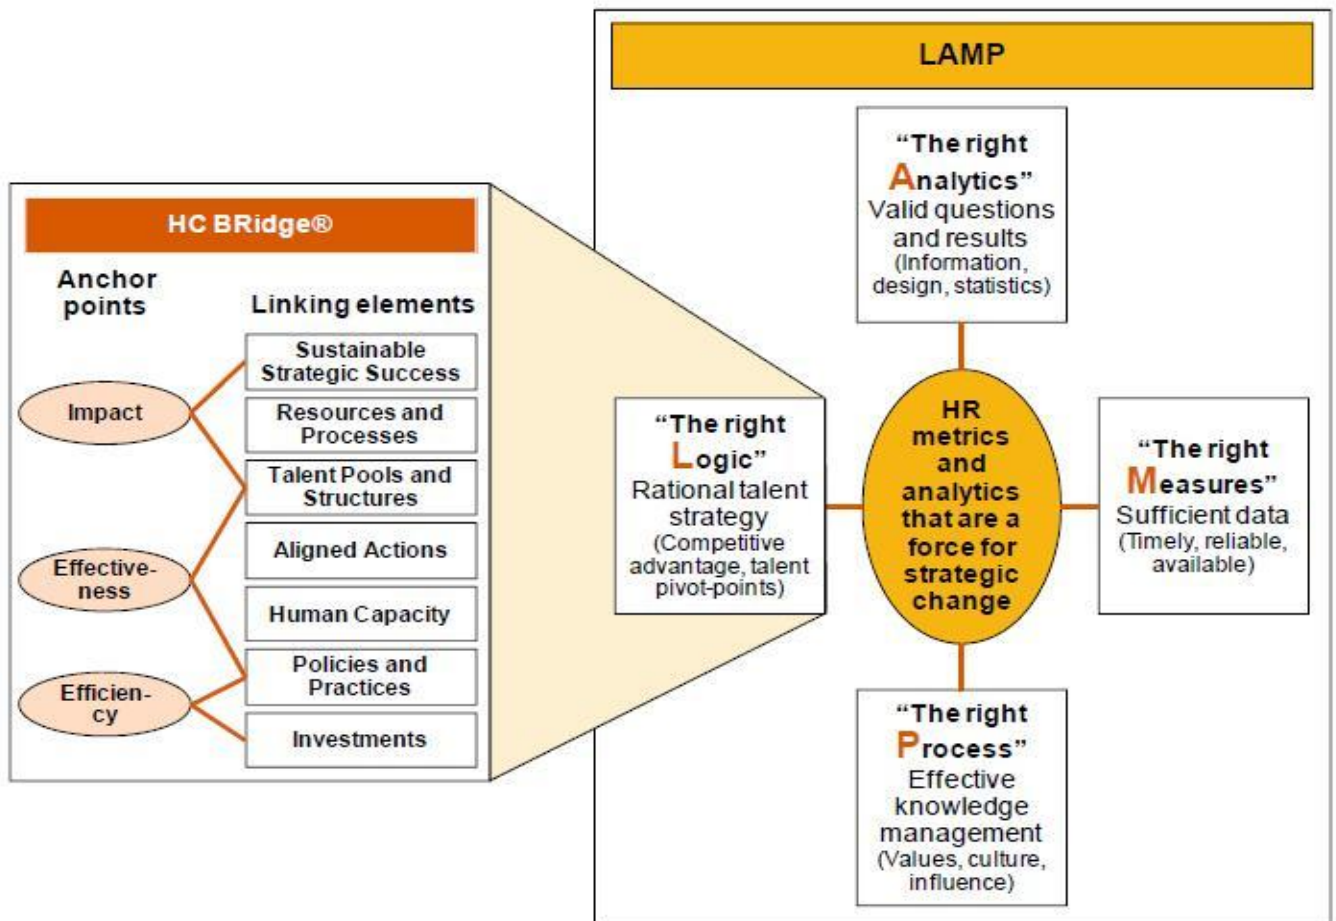 HC BRidge®
Anchor
points
Linking elements
Impact
Effective-
ness
Efficien-
cy
Sustainable
Strategic Success
Resources and
Processes
Talent Pools and
Structures
Aligned Actions
Human Capacity
Policies and
Practices
Investments
LAMP
“The right
Analytics”
Valid questions
and results
(Information,
design, statistics)
“The right
Logic”
Rational talent
strategy
(Competitive
advantage, talent
pivot-points)
HR
metrics
and
analytics
that are a
force for
strategic
change
“The right
Measures”
Sufficient data
(Timely, reliable,
available)
“The right
Process”
Effective
knowledge
management
(Values, culture,
influence)